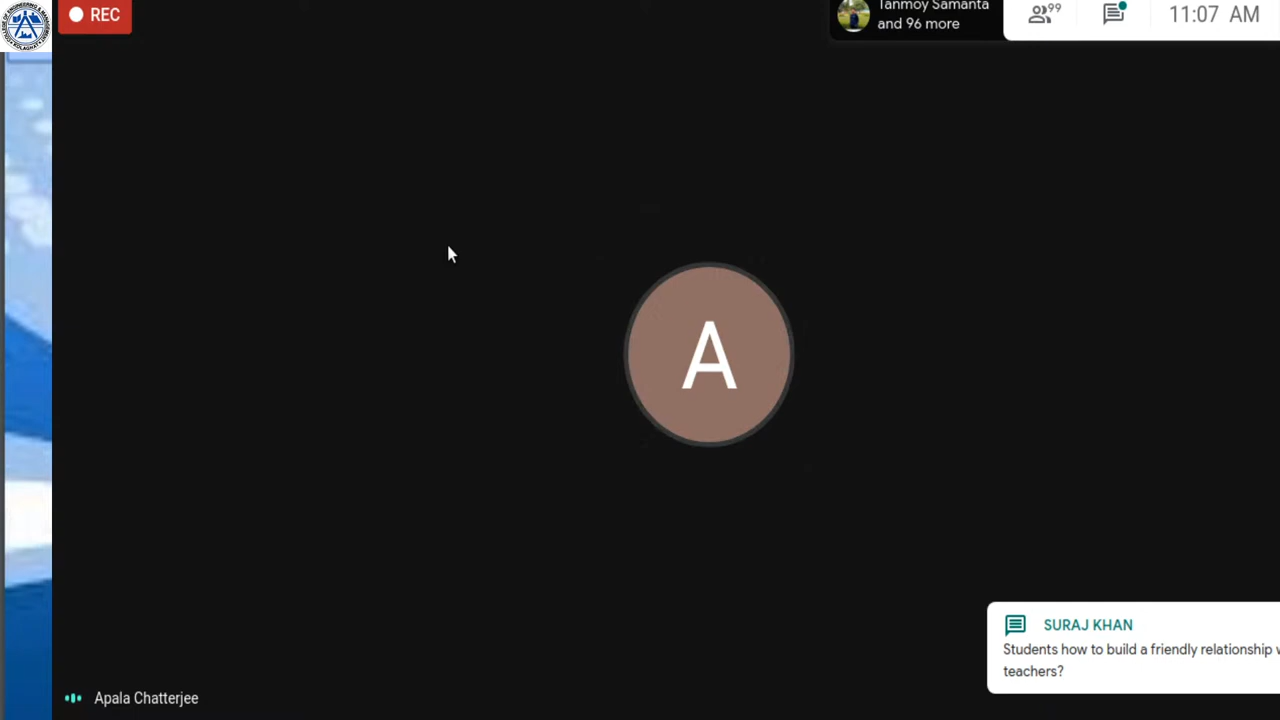 REC
Tanmoy Samanta
and 96 more
99
11:07 AM
A
SURAJ KHAN
Students how to build a friendly relationship
teachers?
Apala Chatterjee